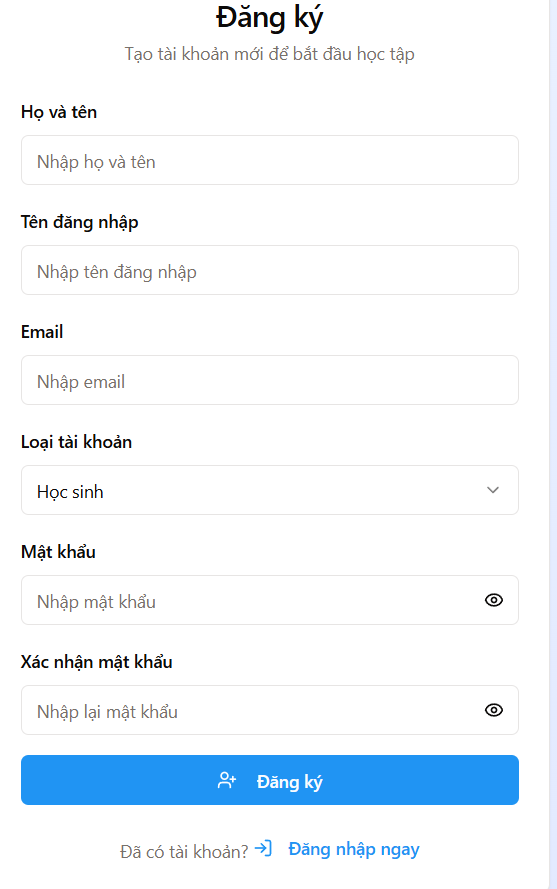 Đăng ký
Tạo tài khoản mới để bắt đầu học tập
Họ và tên
Nhập họ và tên
Tên đăng nhập
Nhập tên đăng nhập
Email
Nhập email
Loại tài khoản
Học sinh
Mật khẩu
Nhập mật khẩu
Xác nhận mật khẩu
Nhập lại mật khẩu
Đăng ký
Đã có tài khoản? Đăng nhập ngay